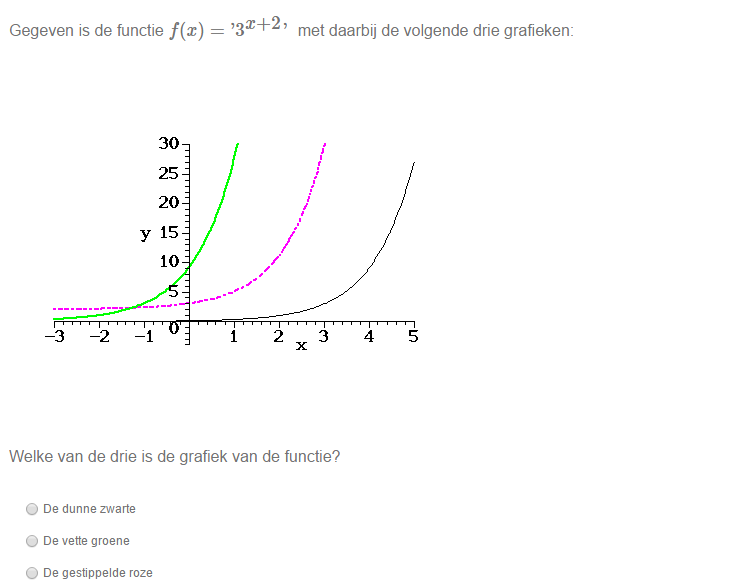 Gegeven is de functie f(x) = ’3^{x+2}’ met daarbij de volgende drie grafieken:
30
25
20
y 15
10
5
0
−3 −2 −1 1 2 3 4 5
x
Welke van de drie is de grafiek van de functie?
De dunne zwarte
De vette groene
De gestippelde roze